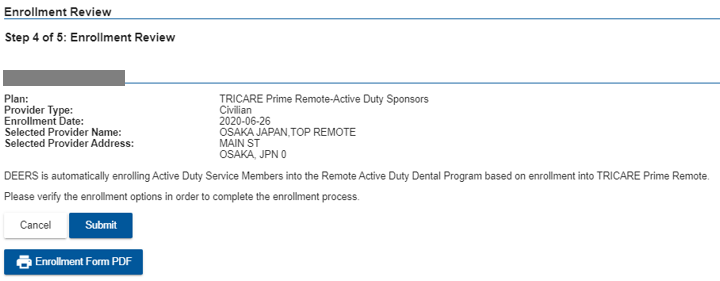 Enrollment Review
Step 4 of 5: Enrollment Review
Plan: TRICARE Prime Remote-Active Duty Sponsors
Provider Type: Civilian
Enrollment Date: 2020-06-26
Selected Provider Name: OSAKA JAPAN,TOP REMOTE
Selected Provider Address: MAIN ST
OSAKA, JPN 0
DEERS is automatically enrolling Active Duty Service Members into the Remote Active Duty Dental Program based on enrollment into TRICARE Prime Remote.
Please verify the enrollment options in order to complete the enrollment process.
Cancel Submit
Enrollment Form PDF